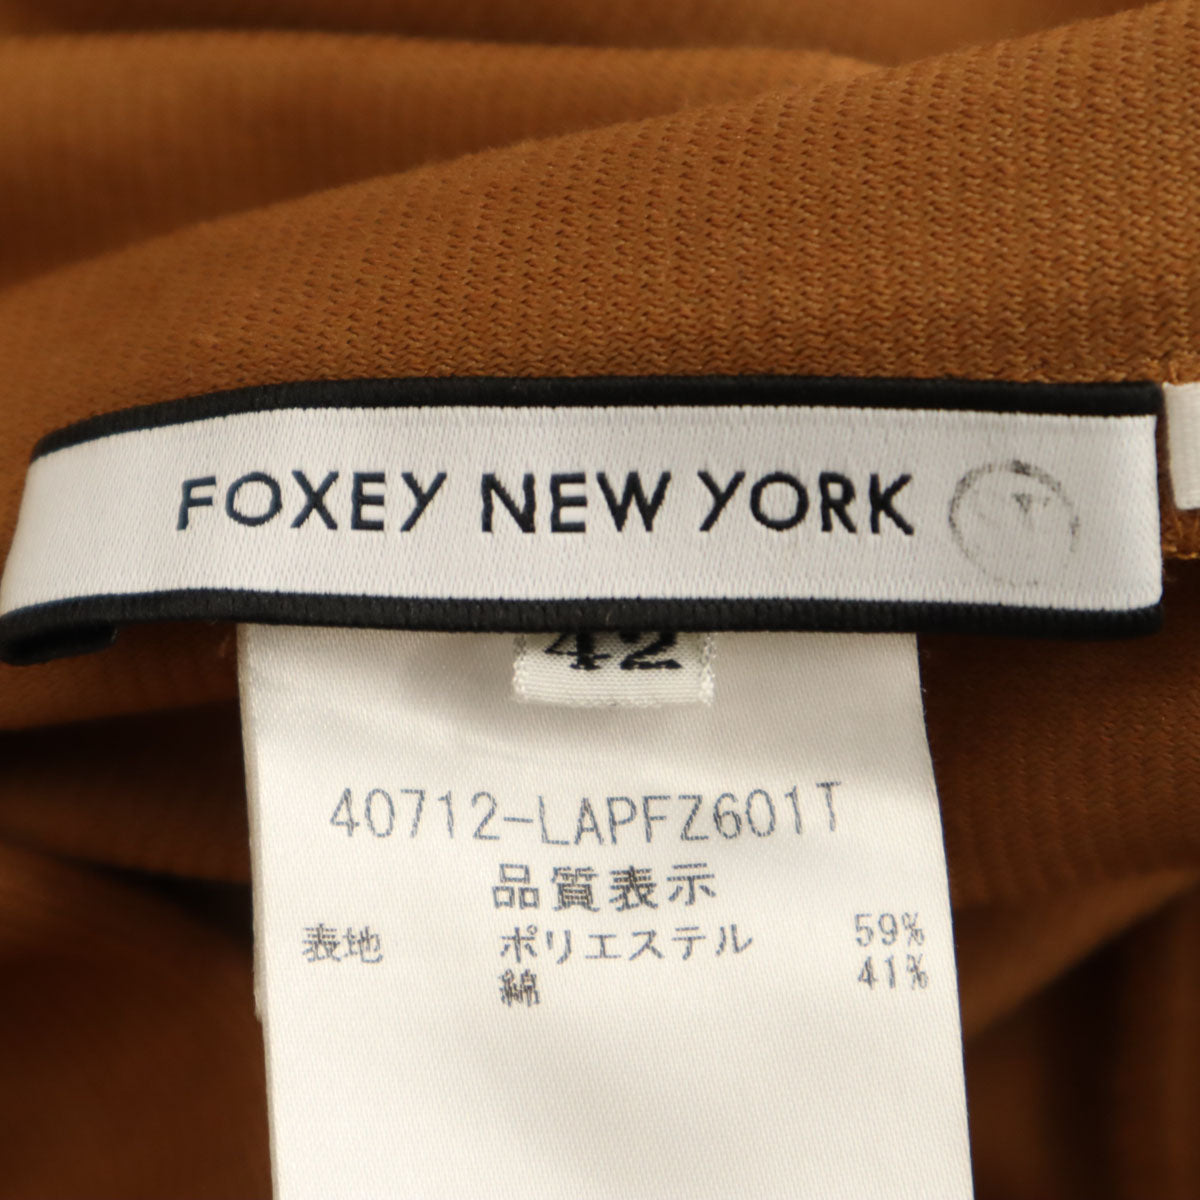 FOXEY NEW YORK
42
40712-LAPFZ601T
品質表示
表地 ポリエステル 59%
綿 41%